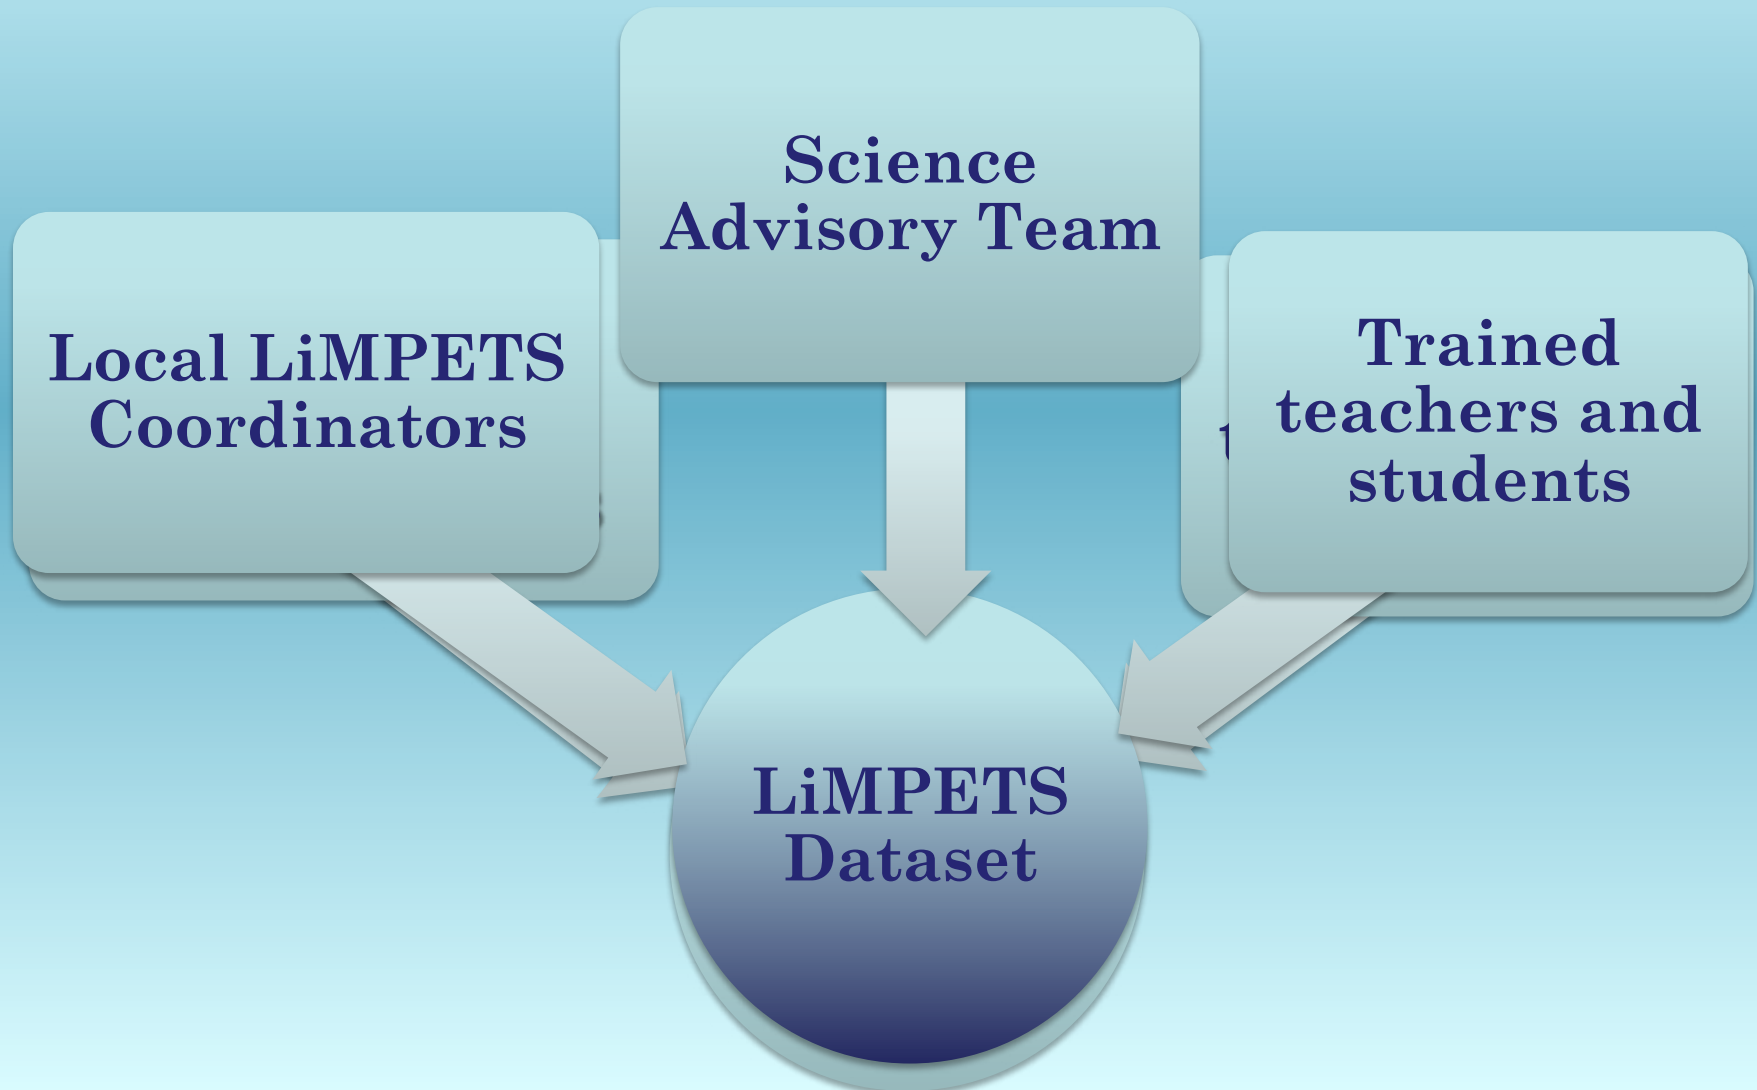 Science
Advisory Team
Local LiMPETS
Coordinators
Trained
teachers and
students
LiMPETS
Dataset